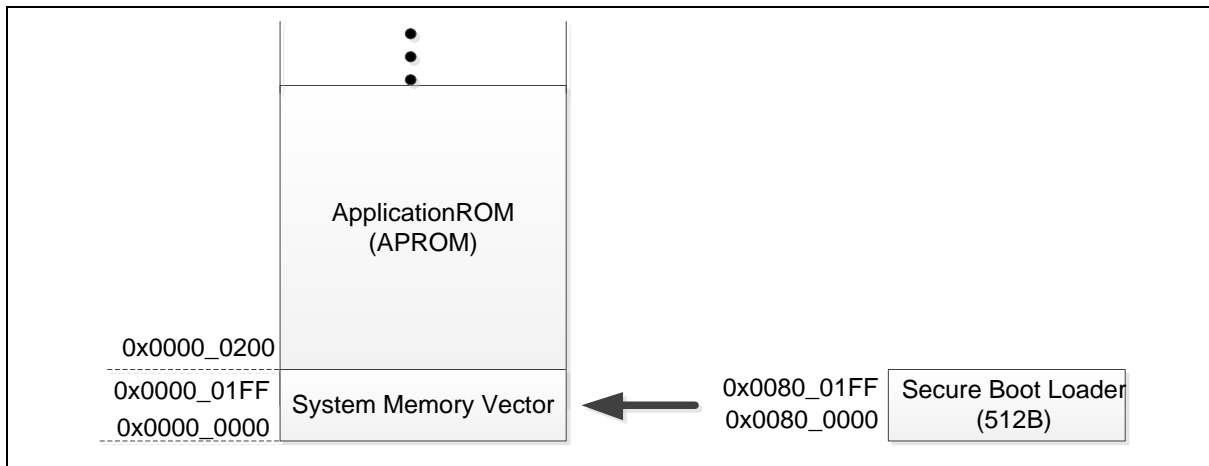 ApplicationROM
(APROM)
0x0000_0200
0x0000_01FF
System Memory Vector
0x0000_0000
0x0080_01FF
0x0080_0000
Secure Boot Loader
(512B)